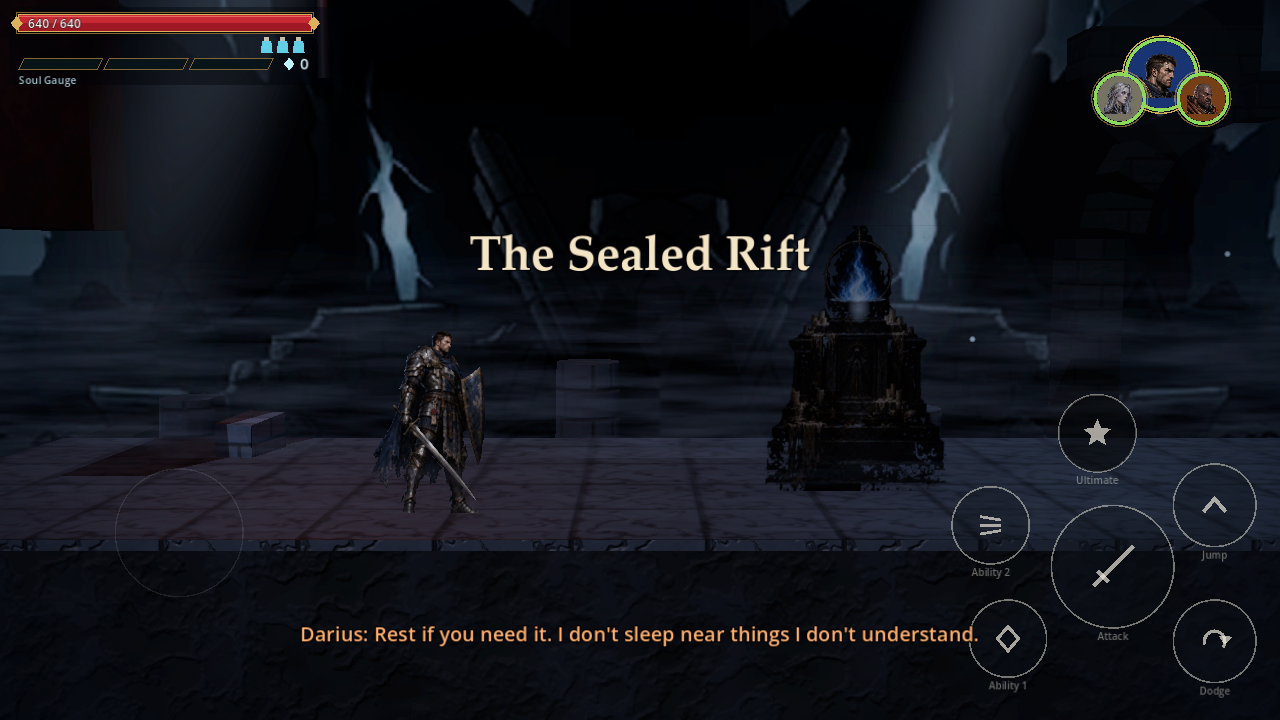 640 / 640
0
Soul Gauge
The Sealed Rift
Ultimate
Jump
Ability 2
Attack
Darius: Rest if you need it. I don't sleep near things I don't understand.
Ability 1
Dodge